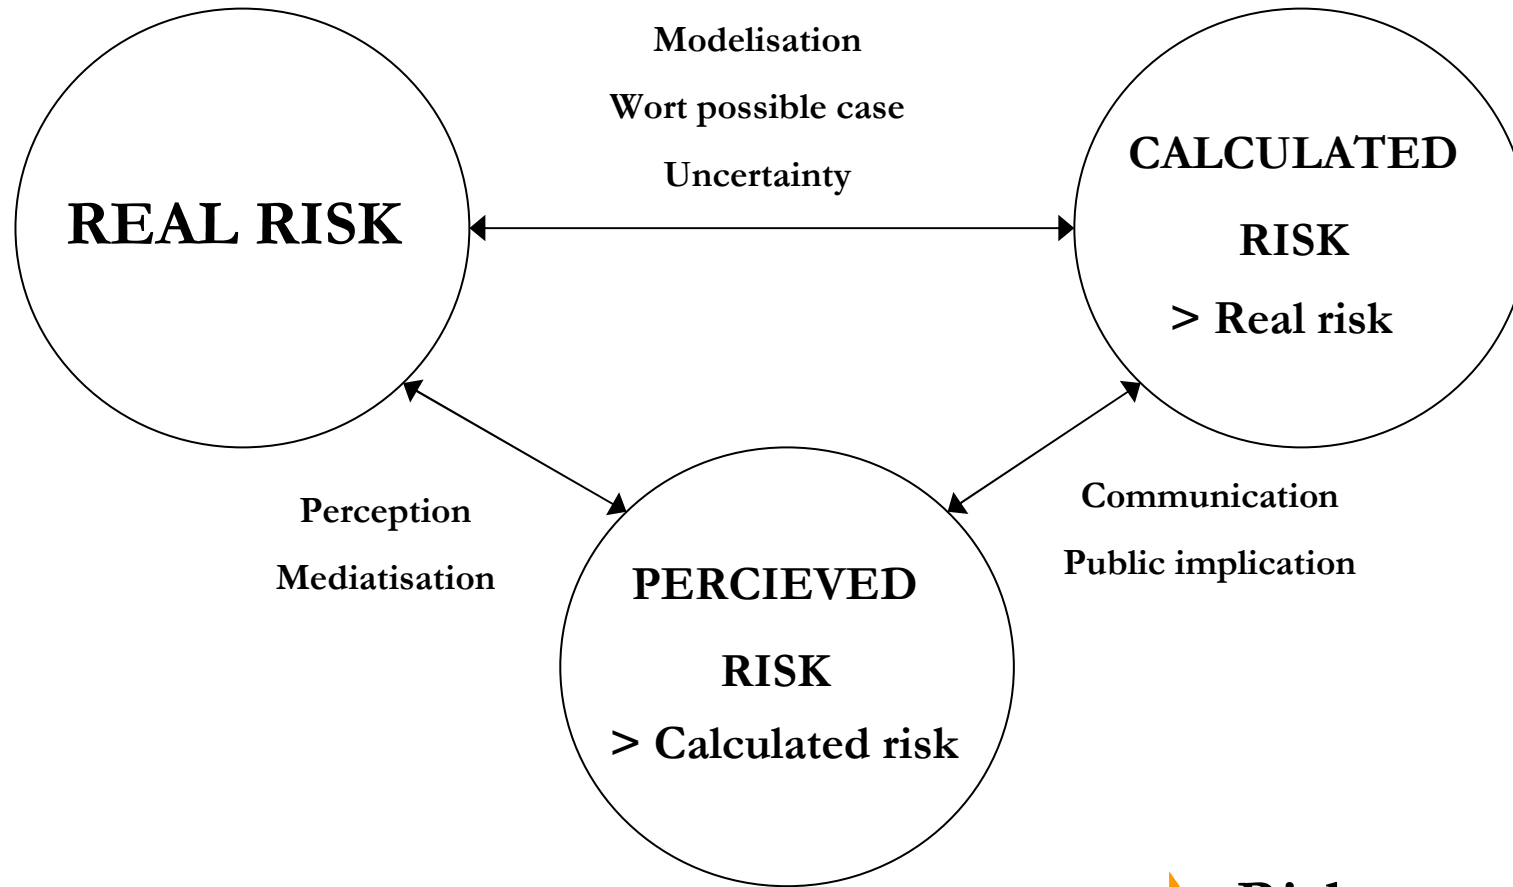 Modelisation
Wort possible case
Uncertainty
REAL RISK
CALCULATED
RISK
> Real risk
Perception
Mediatisation
Communication
Public implication
PERCIEVED
RISK
> Calculated risk